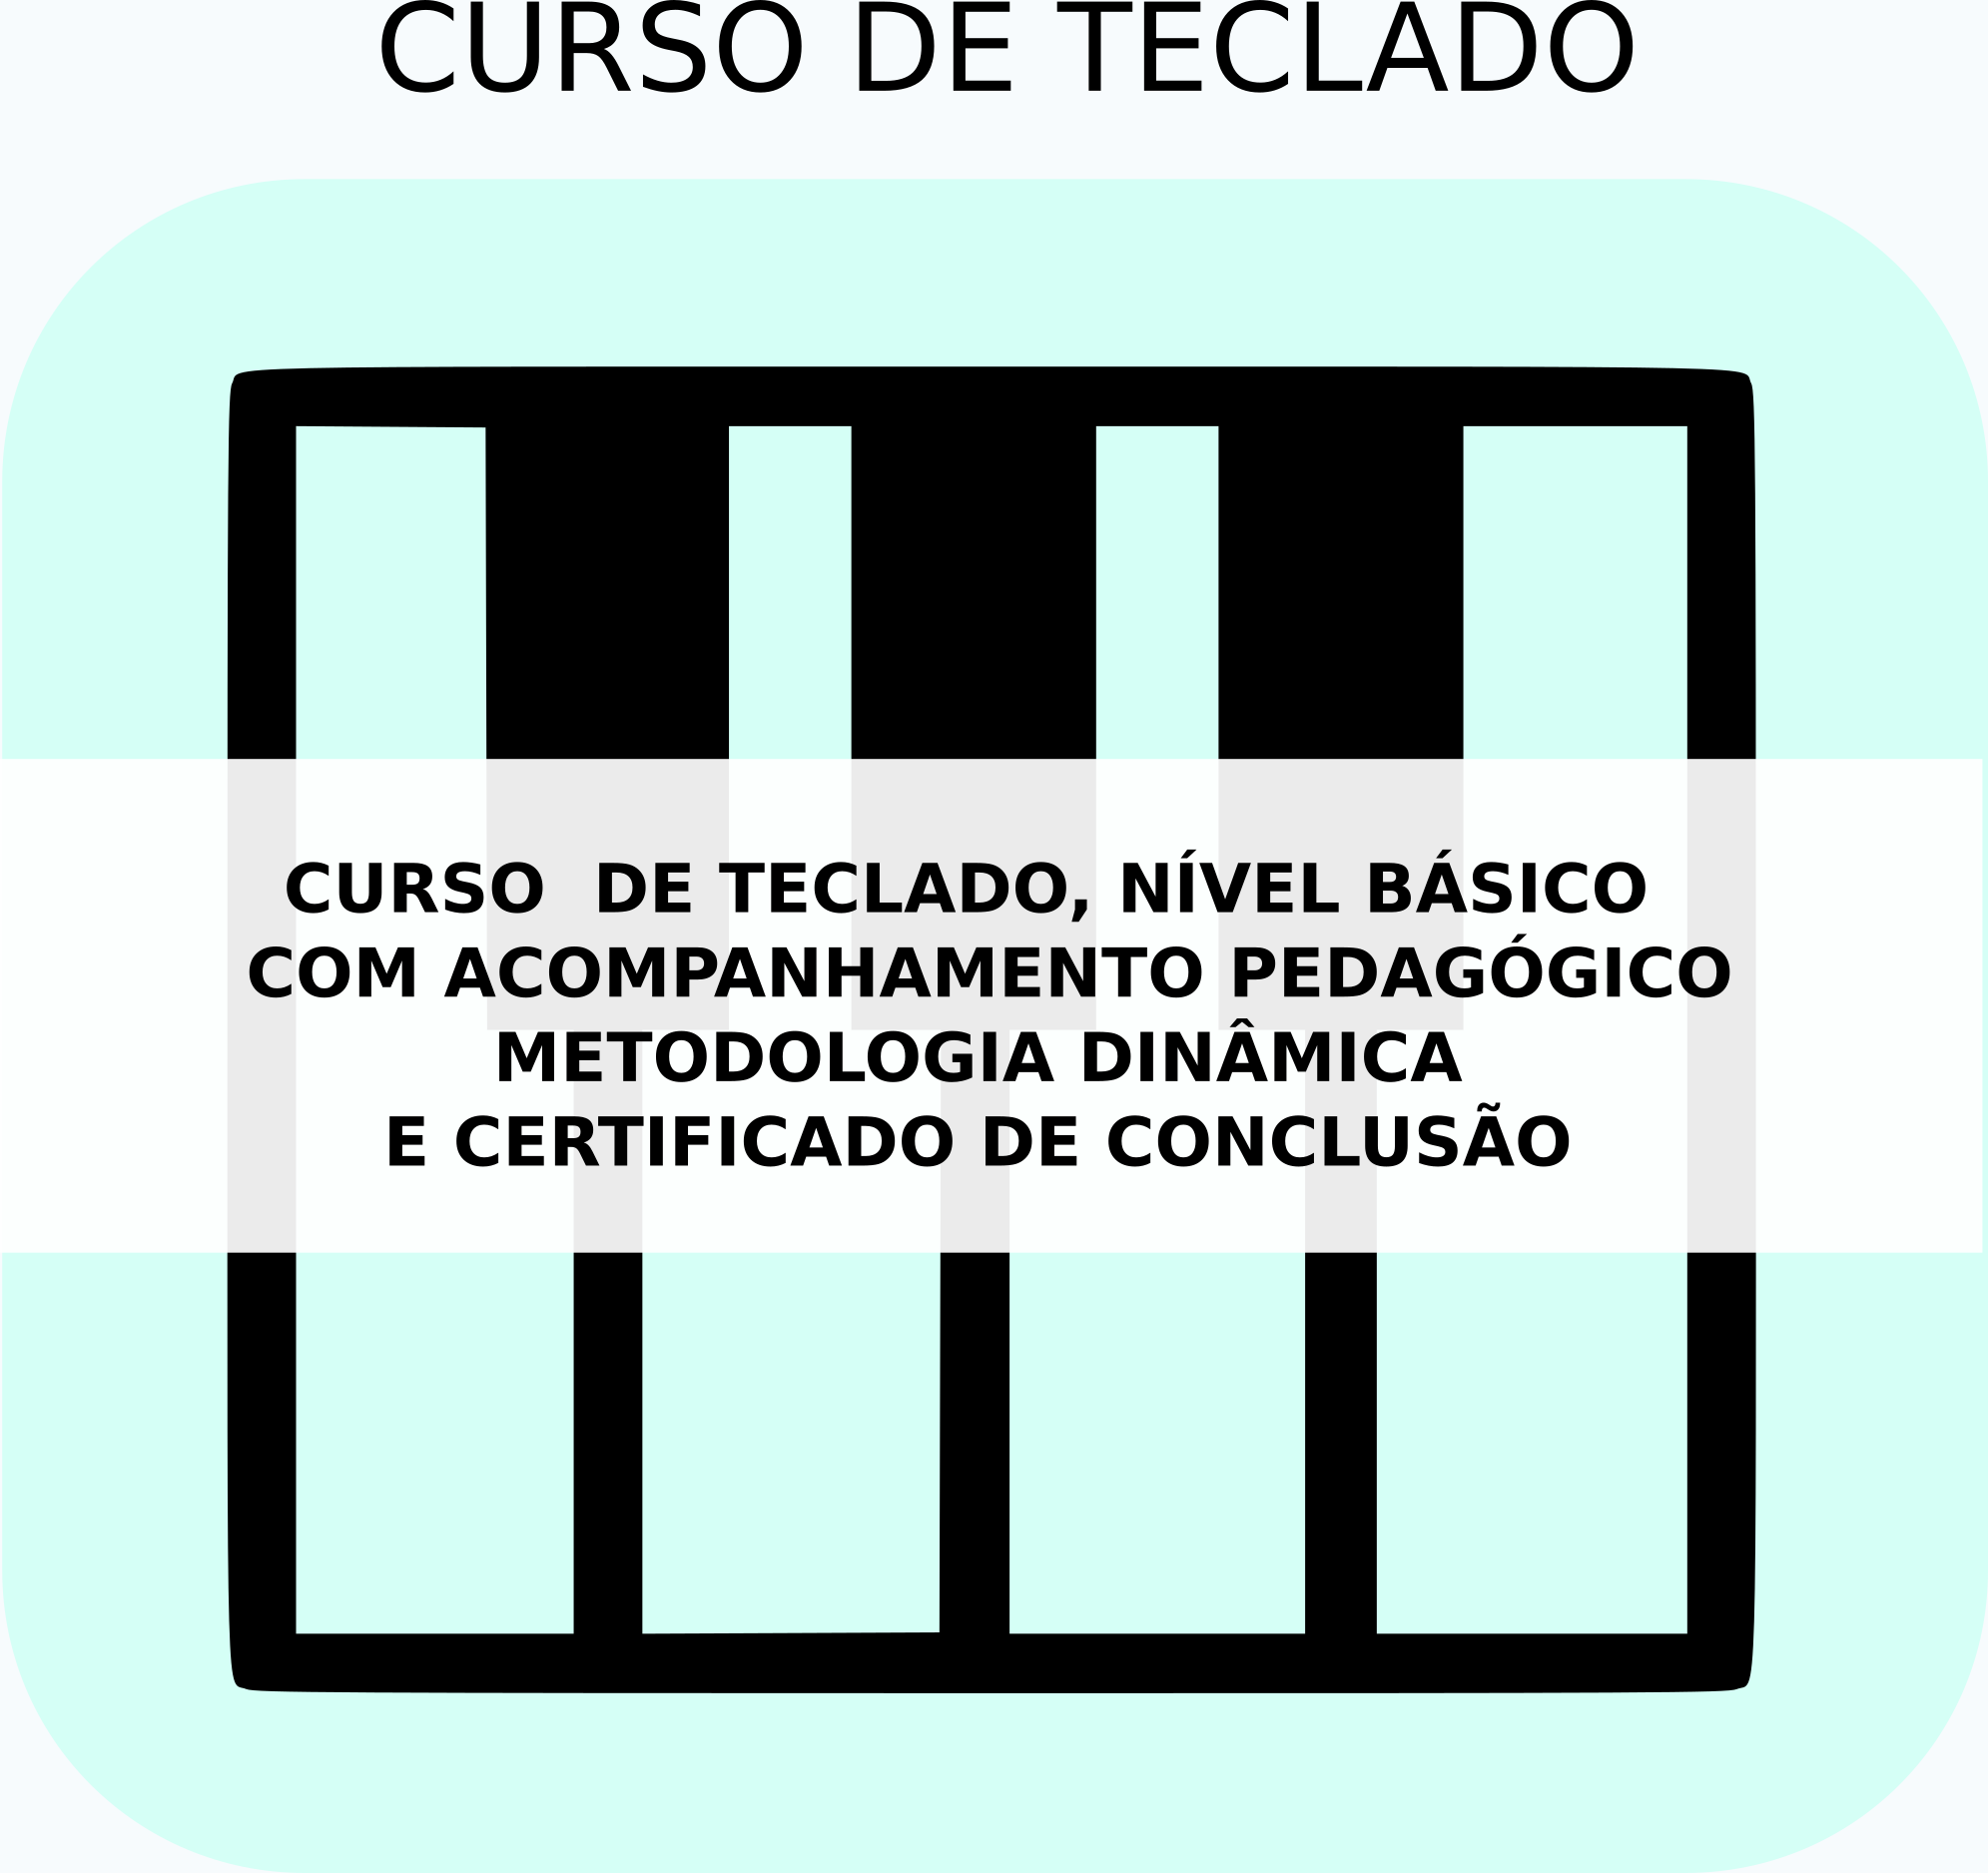 CURSO DE TECLADO
CURSO DE TECLADO, NÍVEL BÁSICO
COM ACOMPANHAMENTO PEDAGÓGICO
METODOLOGIA DINÂMICA
E CERTIFICADO DE CONCLUSÃO